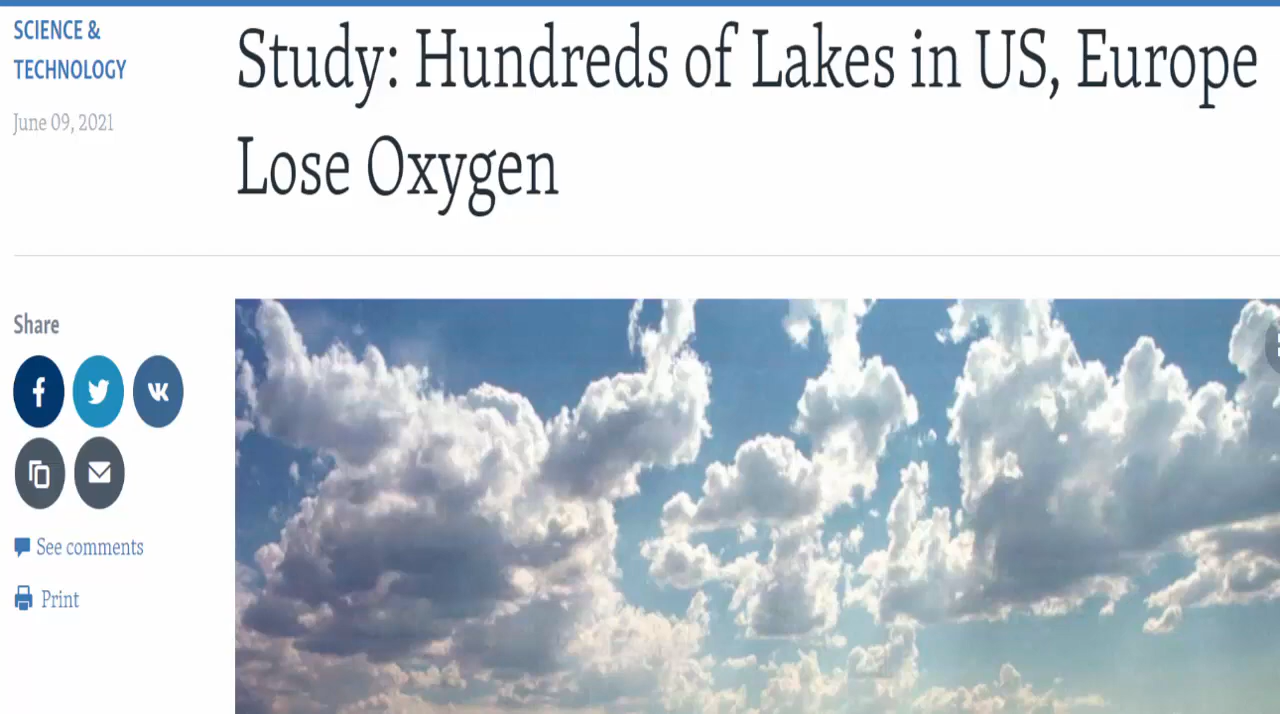 SCIENCE &
TECHNOLOGY
June 09, 2021
Study: Hundreds of Lakes in US, Europe
Lose Oxygen
Share
See comments
Print